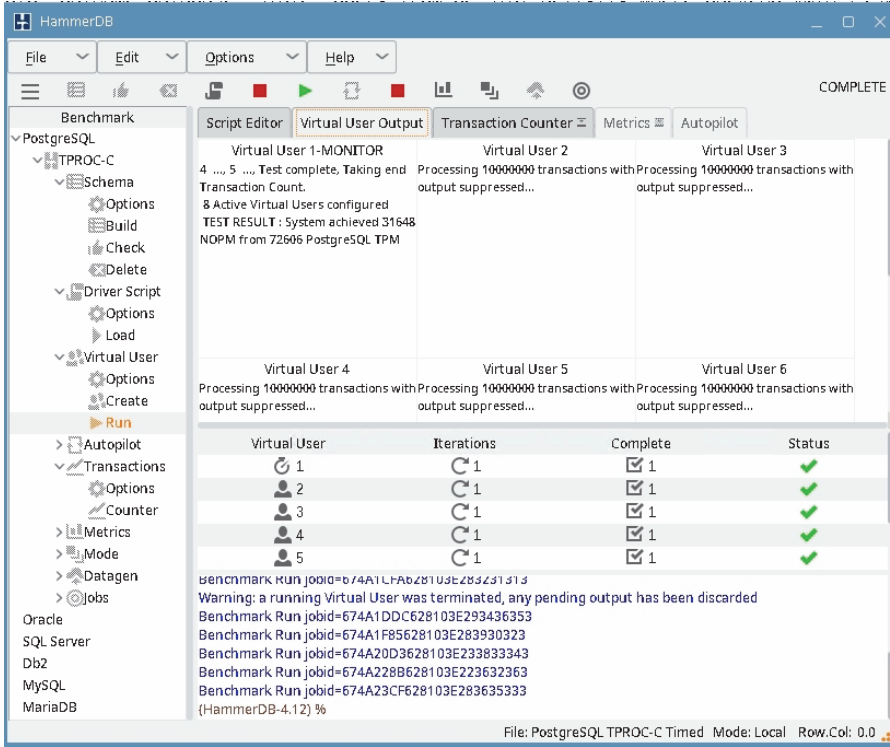 HammerDB
File Edit Options Help
COMPLETE
Benchmark
PostgreSQL
TPROC-C
Schema
Options
Build
Check
Delete
Driver Script
Options
Load
Virtual User
Options
Create
Run
Autopilot
Transactions
Options
Counter
Metrics
Mode
Datagen
Jobs
Oracle
SQL Server
Db2
MySQL
MariaDB
Script Editor Virtual User Output Transaction Counter Metrics Autopilot
Virtual User 1-MONITOR
4 ..., 5 ..., Test complete, Taking end
Transaction Count.
8 Active Virtual Users configured
TEST RESULT : System achieved 31648
NOPM from 72606 PostgreSQL TPM
Virtual User 2
Processing 10000000 transactions with
output suppressed...
Virtual User 3
Processing 10000000 transactions with
output suppressed...
Virtual User 4
Processing 10000000 transactions with
output suppressed...
Virtual User 5
Processing 10000000 transactions with
output suppressed...
Virtual User 6
Processing 10000000 transactions with
output suppressed...
Virtual User Iterations Complete Status
1 1 1
2 1 1
3 1 1
4 1 1
5 1 1
Benchmark Run jobid=674A1CFA628103E283231313
Warning: a running Virtual User was terminated, any pending output has been discarded
Benchmark Run jobid=674A1DDC628103E293436353
Benchmark Run jobid=674A1F85628103E283930323
Benchmark Run jobid=674A20D3628103E233833343
Benchmark Run jobid=674A228B628103E223632363
Benchmark Run jobid=674A23CF628103E283635333
(HammerDB-4.12) %
File: PostgreSQL TPROC-C Timed Mode: Local Row.Col: 0.0